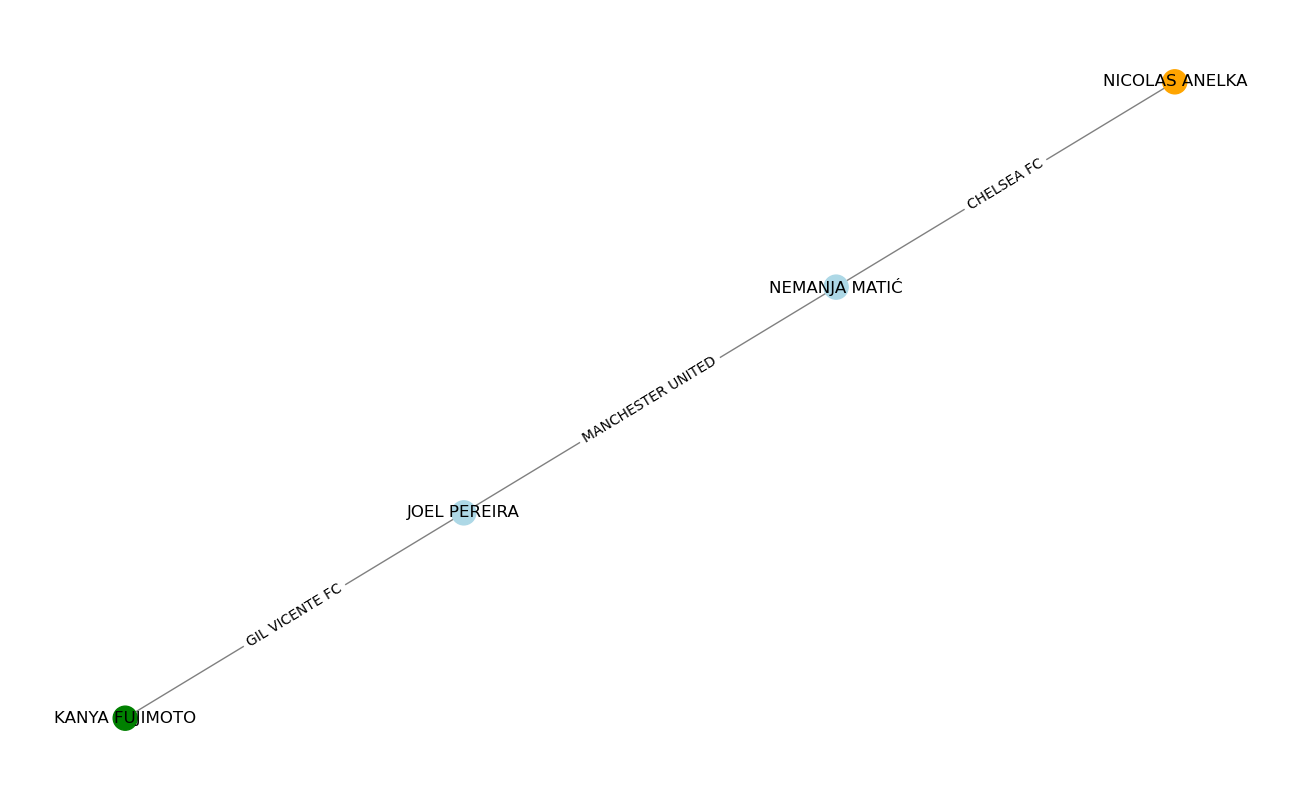 NICOLAS ANELKA
CHELSEA FC
NEMANJA MATIĆ
MANCHESTER UNITED
JOEL PEREIRA
GIL VICENTE FC
KANYA FUJIMOTO